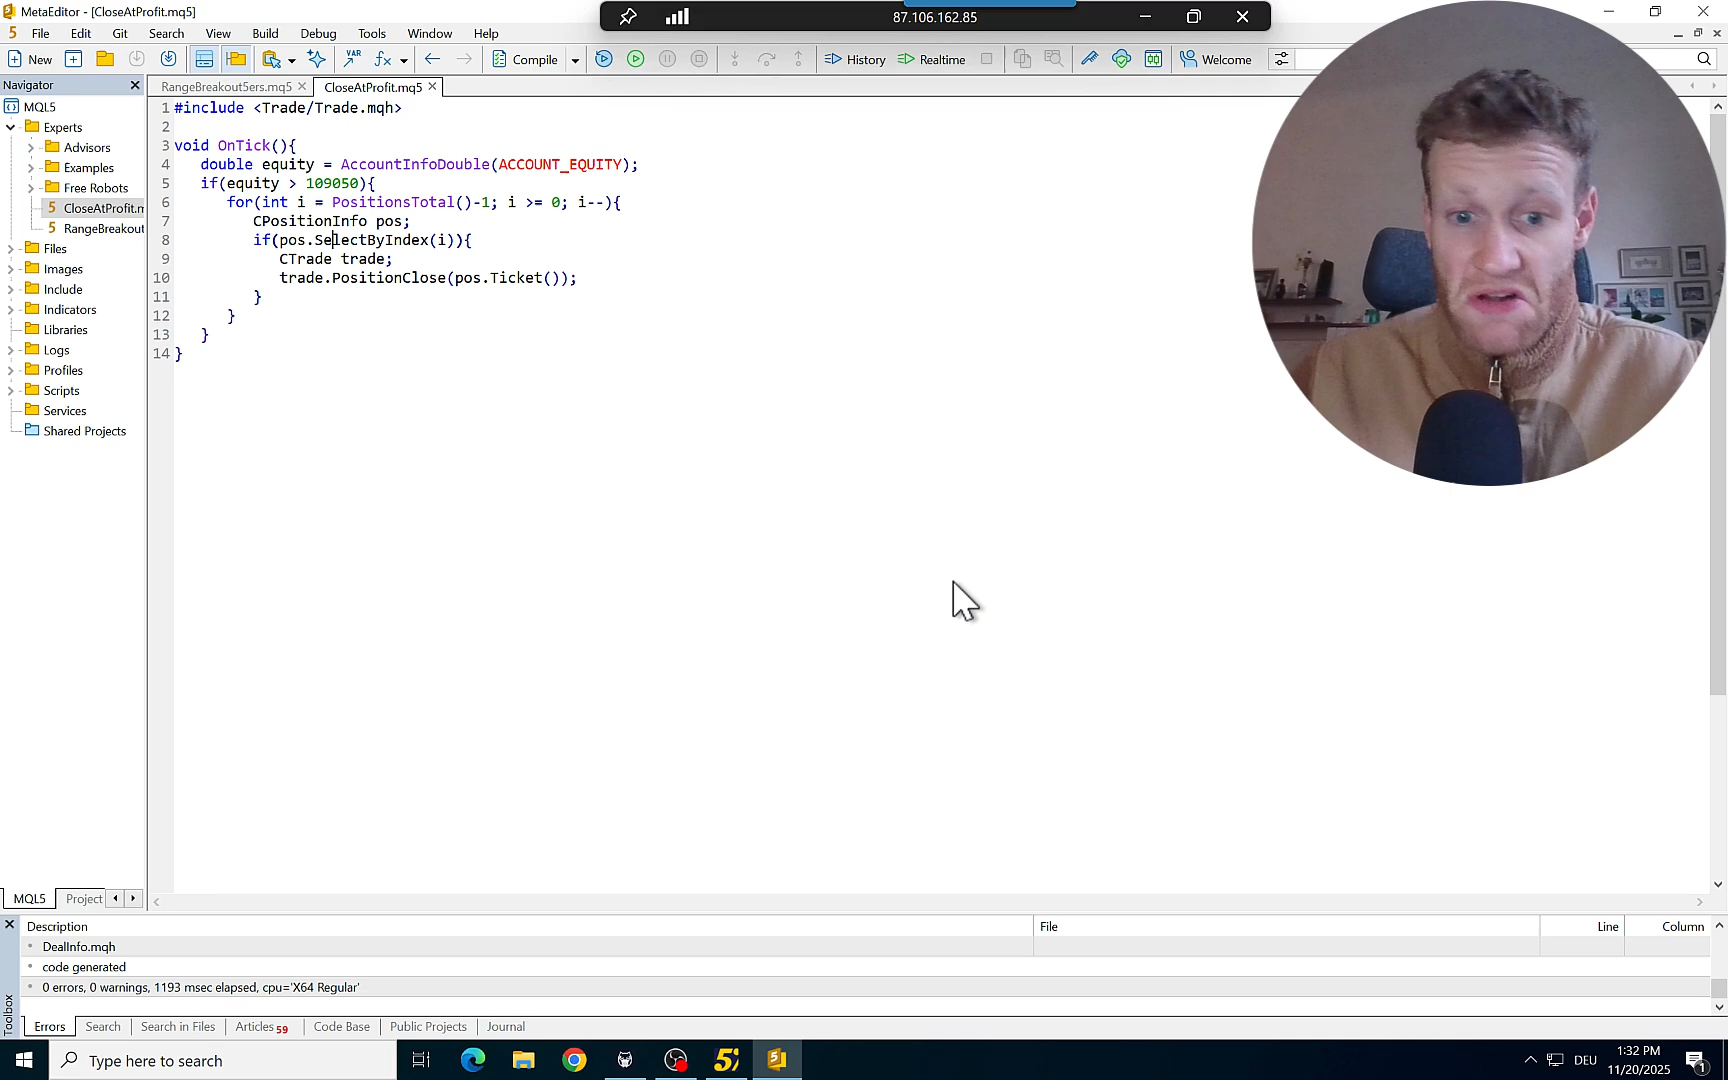 MetaEditor - [CloseAtProfit.mq5]
87.106.162.85
File Edit Git Search View Build Debug Tools Window Help
New Compile History Realtime Welcome
Navigator
RangeBreakout5ers.mq5 CloseAtProfit.mq5
MQL5
Experts
Advisors
Examples
Free Robots
CloseAtProfit.m
RangeBreakout
Files
Images
Include
Indicators
Libraries
Logs
Profiles
Scripts
Services
Shared Projects
1 #include <Trade/Trade.mqh>
2
3 void OnTick(){
4 double equity = AccountInfoDouble(ACCOUNT_EQUITY);
5 if(equity > 109050){
6 for(int i = PositionsTotal()-1; i >= 0; i--){
7 CPositionInfo pos;
8 if(pos.SelectByIndex(i)){
9 CTrade trade;
10 trade.PositionClose(pos.Ticket());
11 }
12 }
13 }
14 }
MQL5 Project
Description File Line Column
DealInfo.mqh
code generated
0 errors, 0 warnings, 1193 msec elapsed, cpu='X64 Regular'
Toolbox
Errors Search Search in Files Articles 59 Code Base Public Projects Journal
Type here to search
DEU
1:32 PM
11/20/2025
1